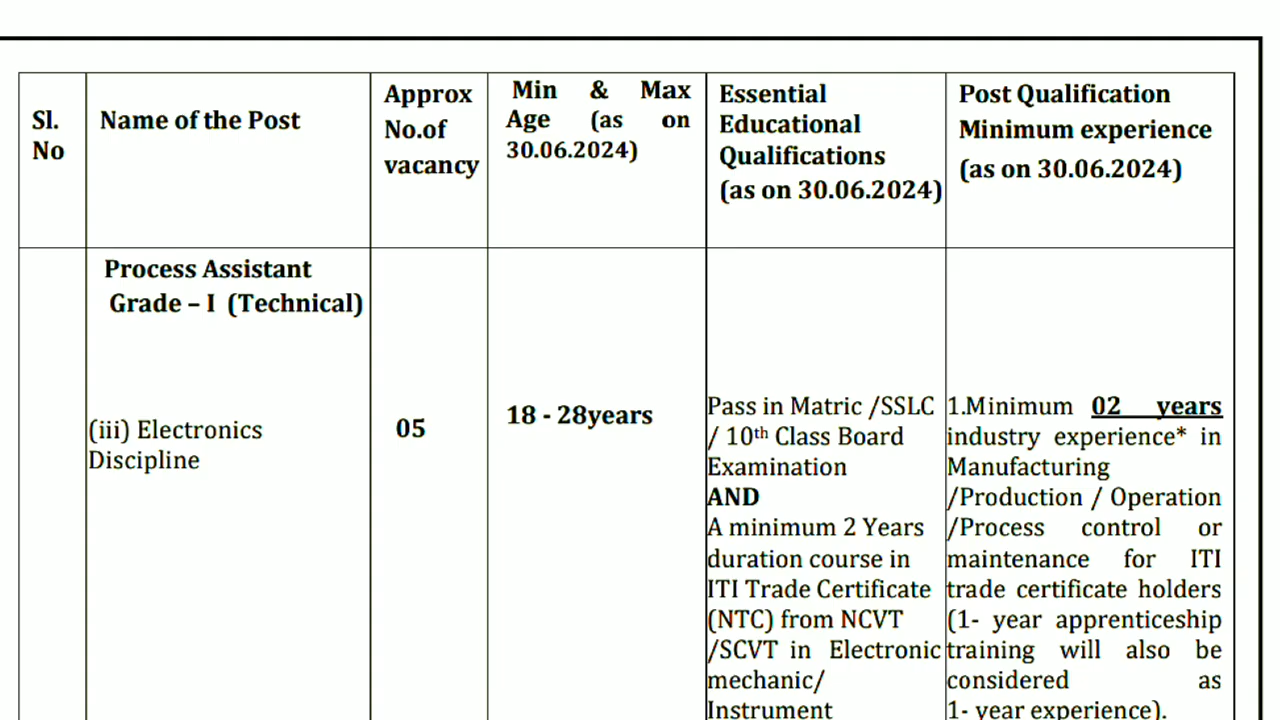 Sl.
No
Name of the Post
Approx
No.of
vacancy
Min & Max
Age (as on
30.06.2024)
Essential
Educational
Qualifications
(as on 30.06.2024)
Post Qualification
Minimum experience
(as on 30.06.2024)
Process Assistant
Grade – I (Technical)
(iii) Electronics
Discipline
05
18 - 28years
Pass in Matric /SSLC
/ 10th Class Board
Examination
AND
A minimum 2 Years
duration course in
ITI Trade Certificate
(NTC) from NCVT
/SCVT in Electronic
mechanic/
Instrument
1.Minimum 02 years
industry experience* in
Manufacturing
/Production / Operation
/Process control or
maintenance for ITI
trade certificate holders
(1- year apprenticeship
training will also be
considered as
1- year experience).